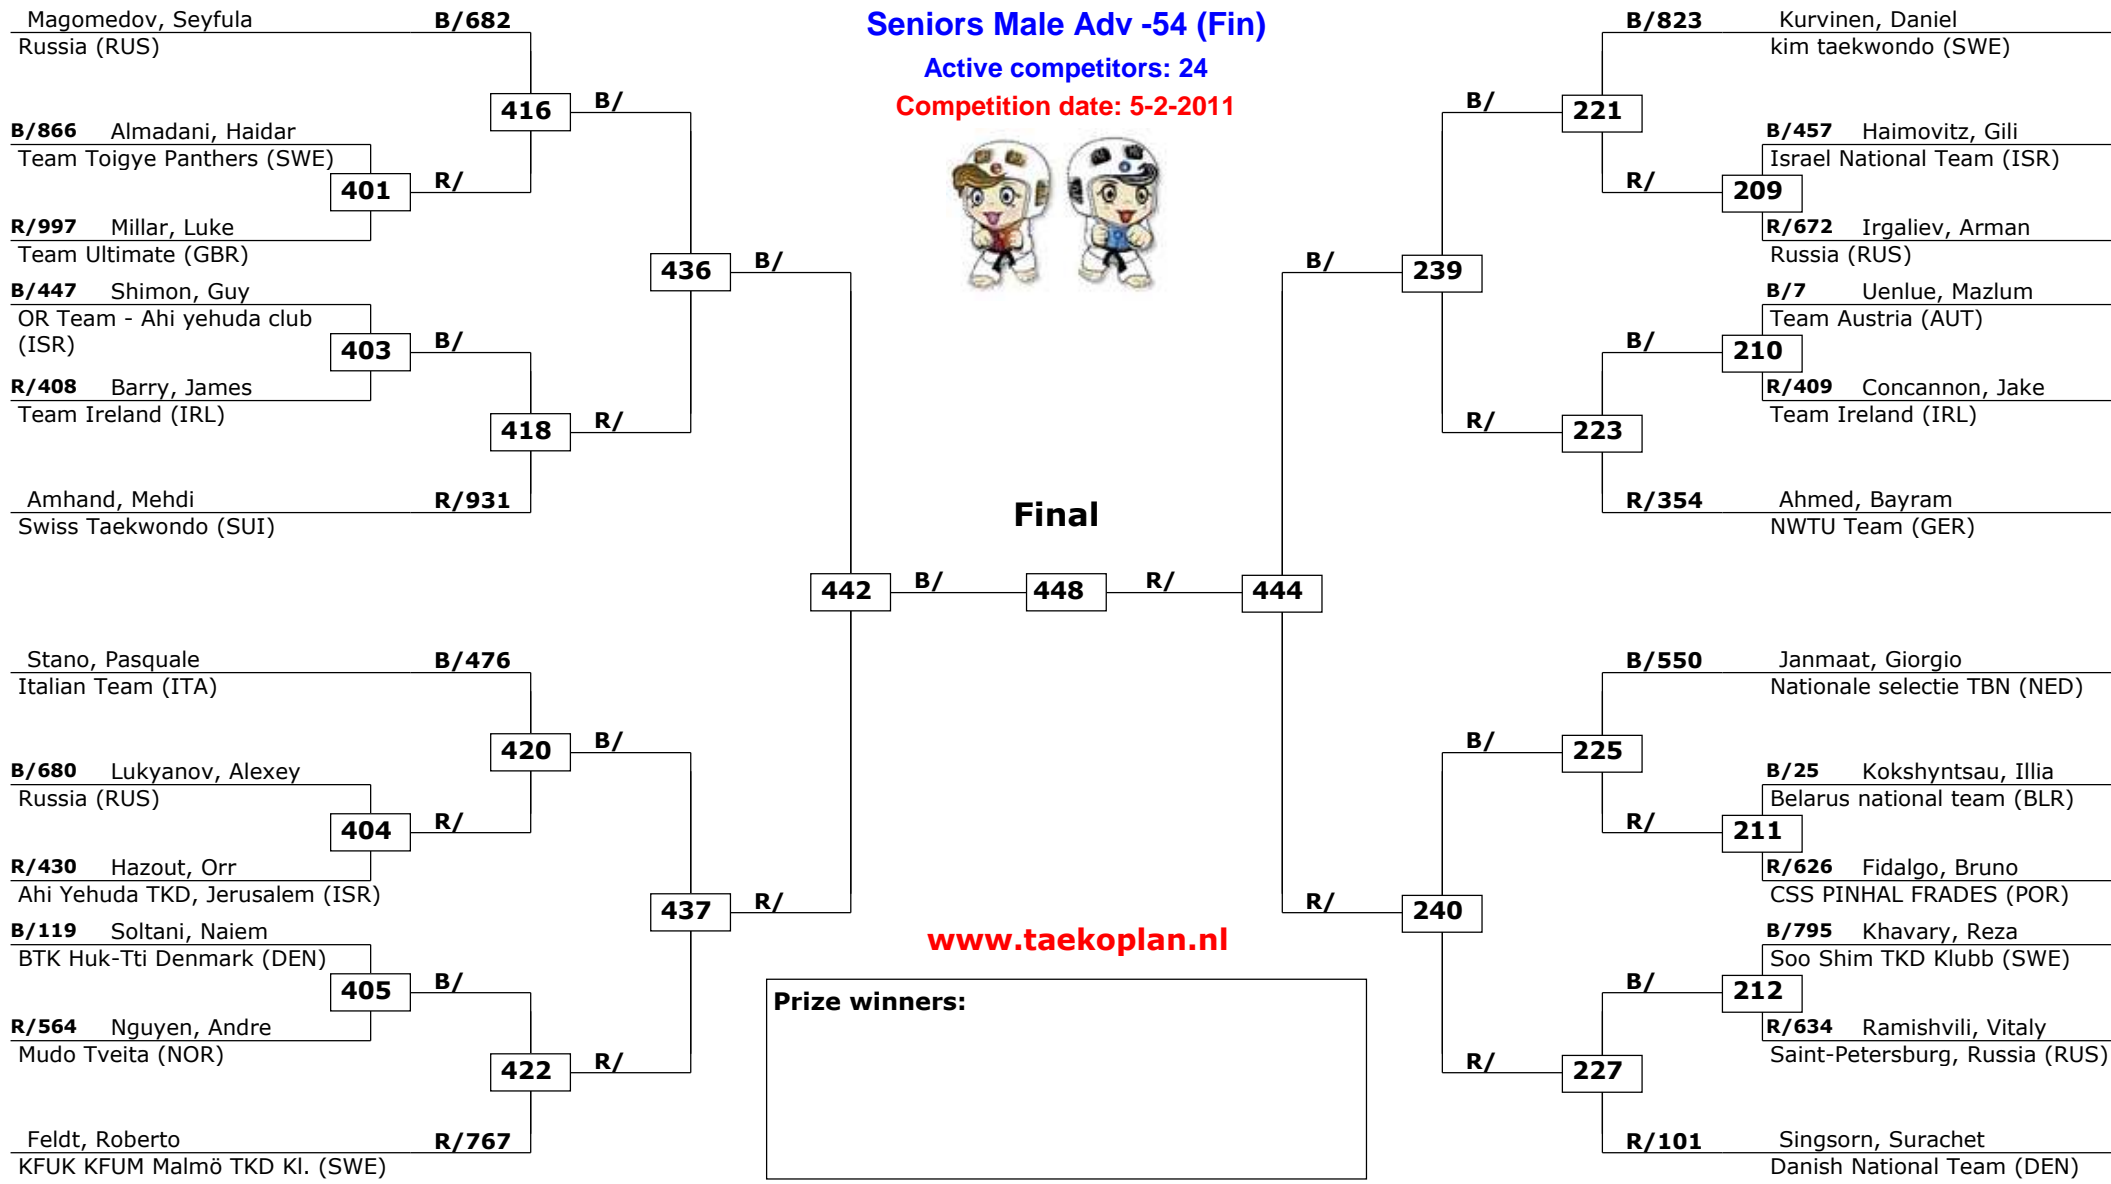 Seniors Male Adv -54 (Fin)
Active competitors: 24
Competition date: 5-2-2011
Magomedov, Seyfula B/682
Russia (RUS)
B/866 Almadani, Haidar
Team Toigye Panthers (SWE)
401
R/997 Millar, Luke
Team Ultimate (GBR)
416
R/
B/
B/447 Shimon, Guy
OR Team - Ahi yehuda club
(ISR)
403
B/
R/408 Barry, James
Team Ireland (IRL)
418
R/
Amhand, Mehdi R/931
Swiss Taekwondo (SUI)
436
B/
Stano, Pasquale B/476
Italian Team (ITA)
420
B/
B/680 Lukyanov, Alexey
Russia (RUS)
404
R/
R/430 Hazout, Orr
Ahi Yehuda TKD, Jerusalem (ISR)
B/119 Soltani, Naiem
BTK Huk-Tti Denmark (DEN)
405
B/
R/564 Nguyen, Andre
Mudo Tveita (NOR)
422
R/
Feldt, Roberto R/767
KFUK KFUM Malmö TKD Kl. (SWE)
437
R/
Final
442
B/
448
R/
444
B/823 Kurvinen, Daniel
kim taekwondo (SWE)
B/
221
B/457 Haimovitz, Gili
Israel National Team (ISR)
R/
209
R/672 Irgaliev, Arman
Russia (RUS)
B/
239
B/7 Uenlue, Mazlum
Team Austria (AUT)
B/
210
R/409 Concannon, Jake
Team Ireland (IRL)
R/
223
R/354 Ahmed, Bayram
NWTU Team (GER)
B/550 Janmaat, Giorgio
Nationale selectie TBN (NED)
B/
225
B/25 Kokshyntsau, Illia
Belarus national team (BLR)
R/
211
R/626 Fidalgo, Bruno
CSS PINHAL FRADES (POR)
R/
240
B/795 Khavary, Reza
Soo Shim TKD Klubb (SWE)
B/
212
R/634 Ramishvili, Vitaly
Saint-Petersburg, Russia (RUS)
R/
227
R/101 Singsorn, Surachet
Danish National Team (DEN)
www.taekoplan.nl
Prize winners: